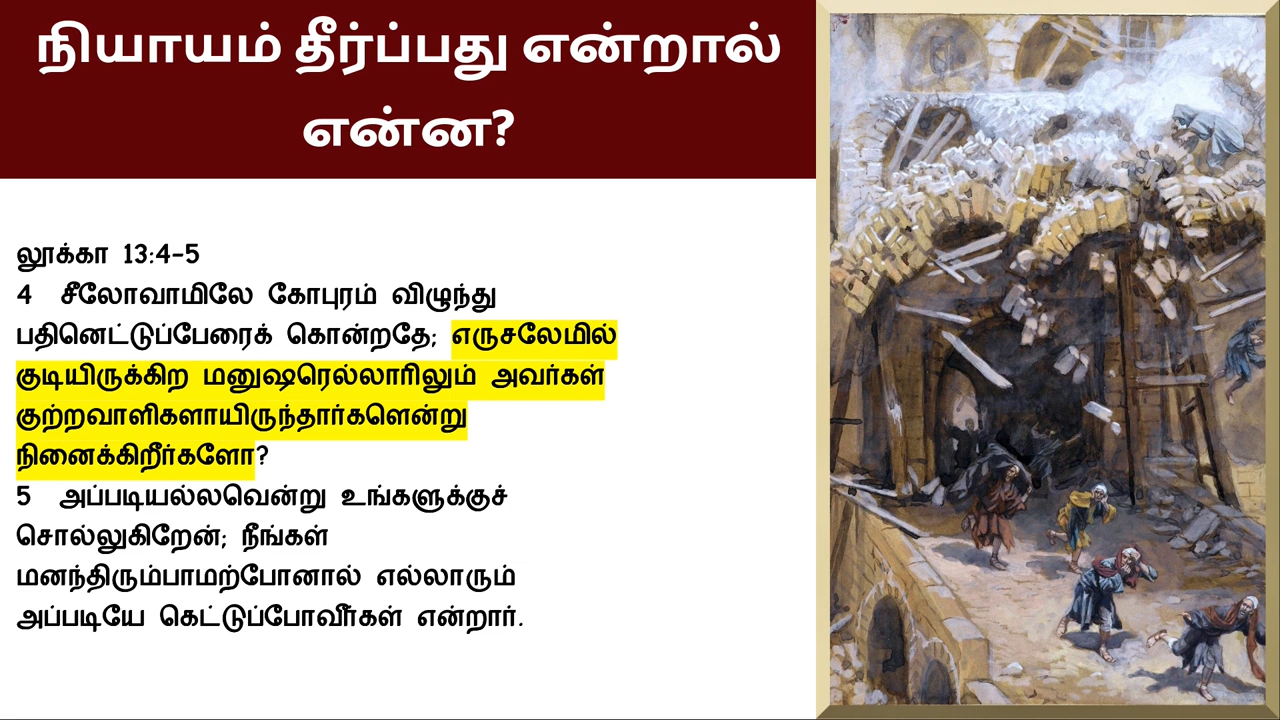 நியாயம் தீர்ப்பது என்றால்
என்ன?
லூக்கா 13:4-5
4 சீலோவாமிலே கோபுரம் விழுந்து
பதினெட்டுப்பேரைக் கொன்றதே; எருசலேமில்
குடியிருக்கிற மனுஷரெல்லாரிலும் அவர்கள்
குற்றவாளிகளாயிருந்தார்களென்று
நினைக்கிறீர்களோ?
5 அப்படியல்லவென்று உங்களுக்குச்
சொல்லுகிறேன்; நீங்கள்
மனந்திரும்பாமற்போனால் எல்லாரும்
அப்படியே கெட்டுப்போவீர்கள் என்றார்.